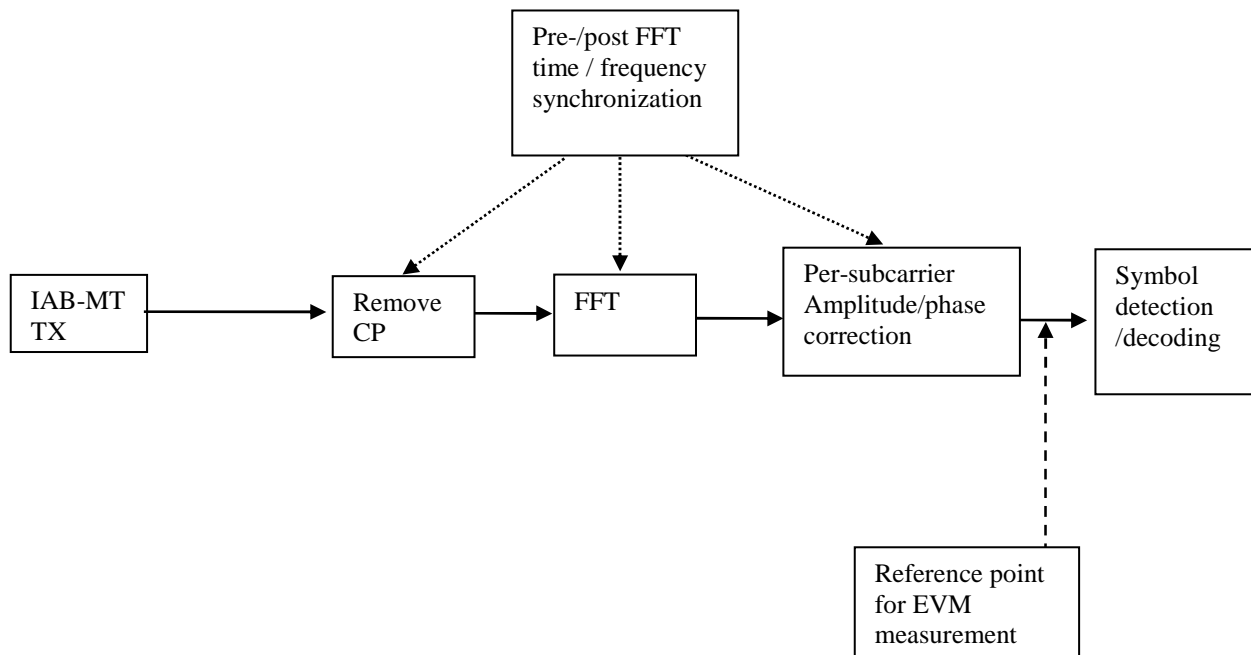 Pre-/post FFT
time / frequency
synchronization
IAB-MT
TX
Remove
CP
FFT
Per-subcarrier
Amplitude/phase
correction
Symbol
detection
/decoding
Reference point
for EVM
measurement